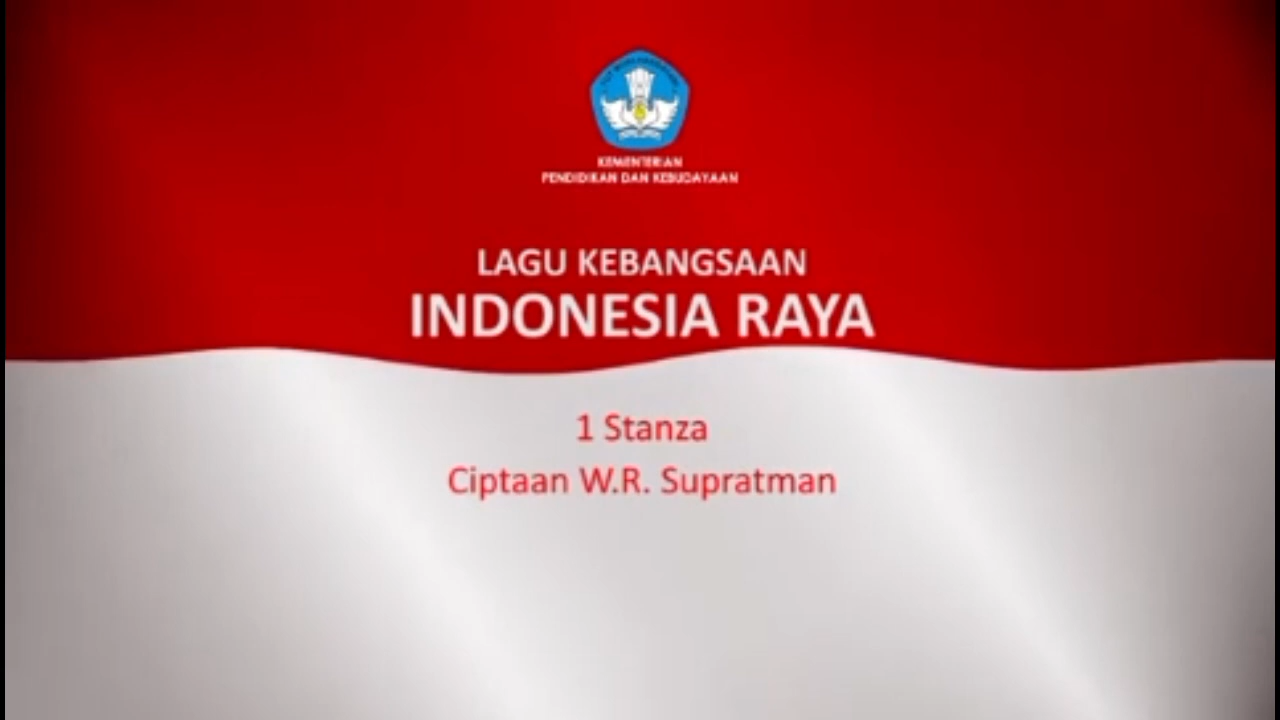 KEMENTERIAN
PENDIDIKAN DAN KEBUDAYAAN
LAGU KEBANGSAAN
INDONESIA RAYA
1 Stanza
Ciptaan W.R. Supratman